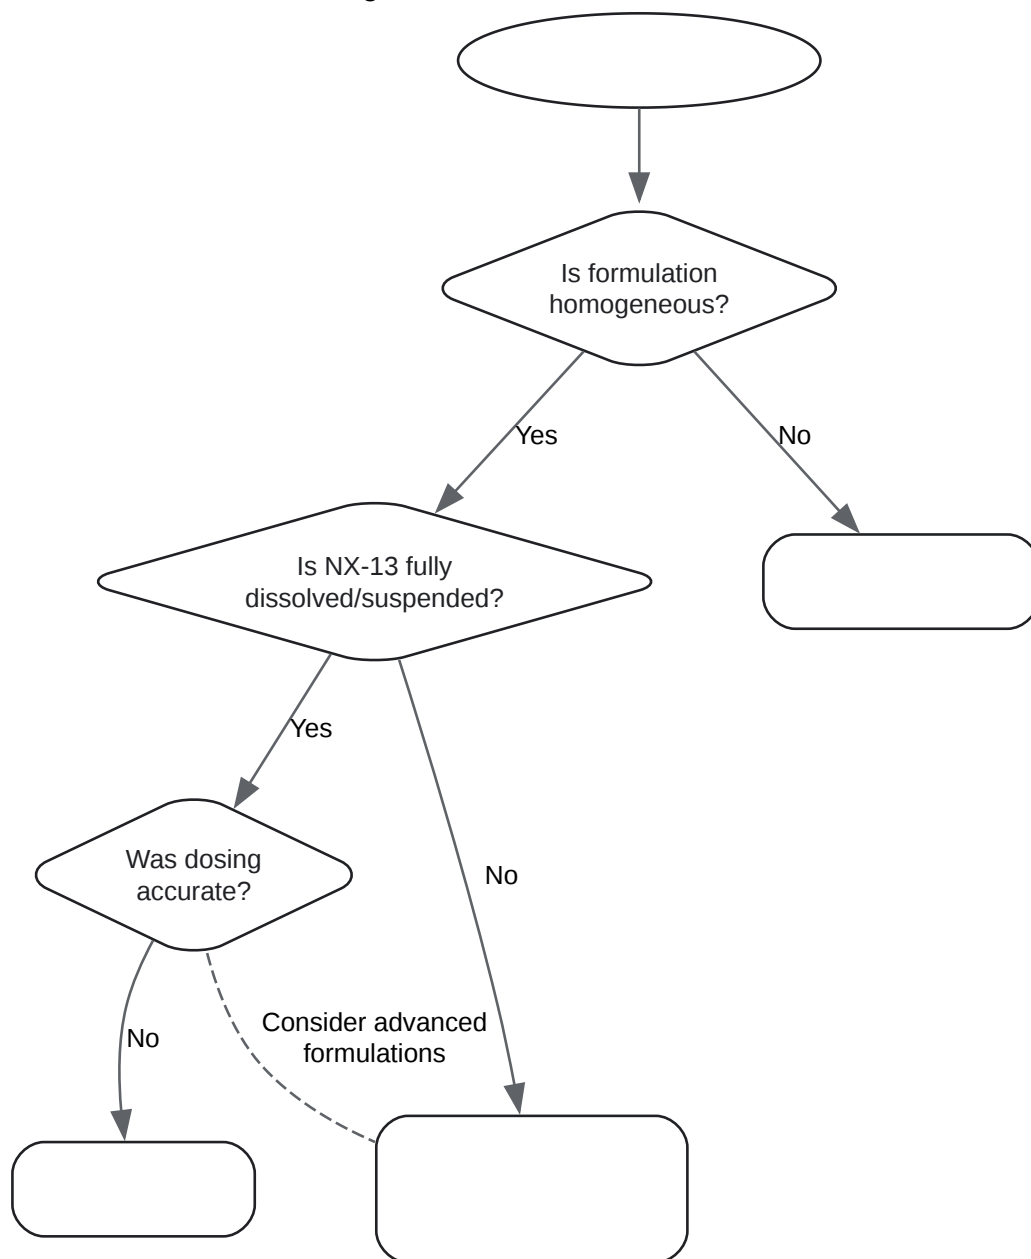 Is formulation
homogeneous?
Yes
No
Is NX-13 fully
dissolved/suspended?
Yes
Was dosing
accurate?
No
Consider advanced
formulations
No